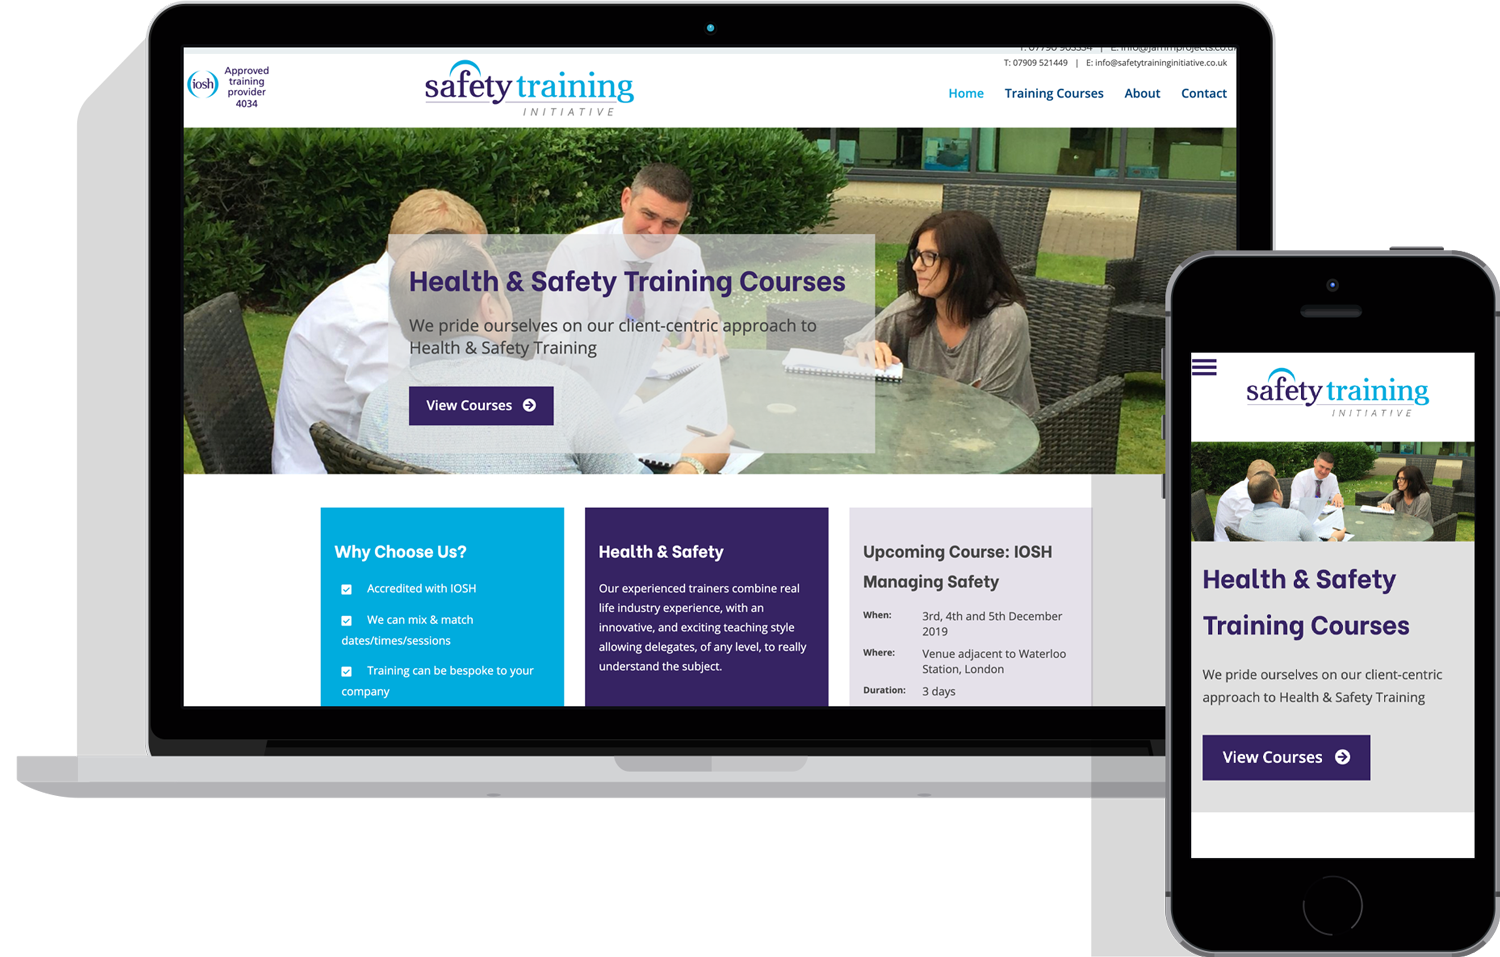 E: info@jammprojects.co.uk
iosh
Approved
training
provider
4034
safety training
INITIATIVE
T: 07909 521449 | E: info@safetytraininginitiative.co.uk
Home Training Courses About Contact
Health & Safety Training Courses
We pride ourselves on our client-centric approach to
Health & Safety Training
View Courses
Why Choose Us?
Accredited with IOSH
We can mix & match
dates/times/sessions
Training can be bespoke to your
company
Health & Safety
Our experienced trainers combine real
life industry experience, with an
innovative, and exciting teaching style
allowing delegates, of any level, to really
understand the subject.
Upcoming Course: IOSH
Managing Safety
When: 3rd, 4th and 5th December
2019
Where: Venue adjacent to Waterloo
Station, London
Duration: 3 days
safety training
INITIATIVE
Health & Safety
Training Courses
We pride ourselves on our client-centric
approach to Health & Safety Training
View Courses